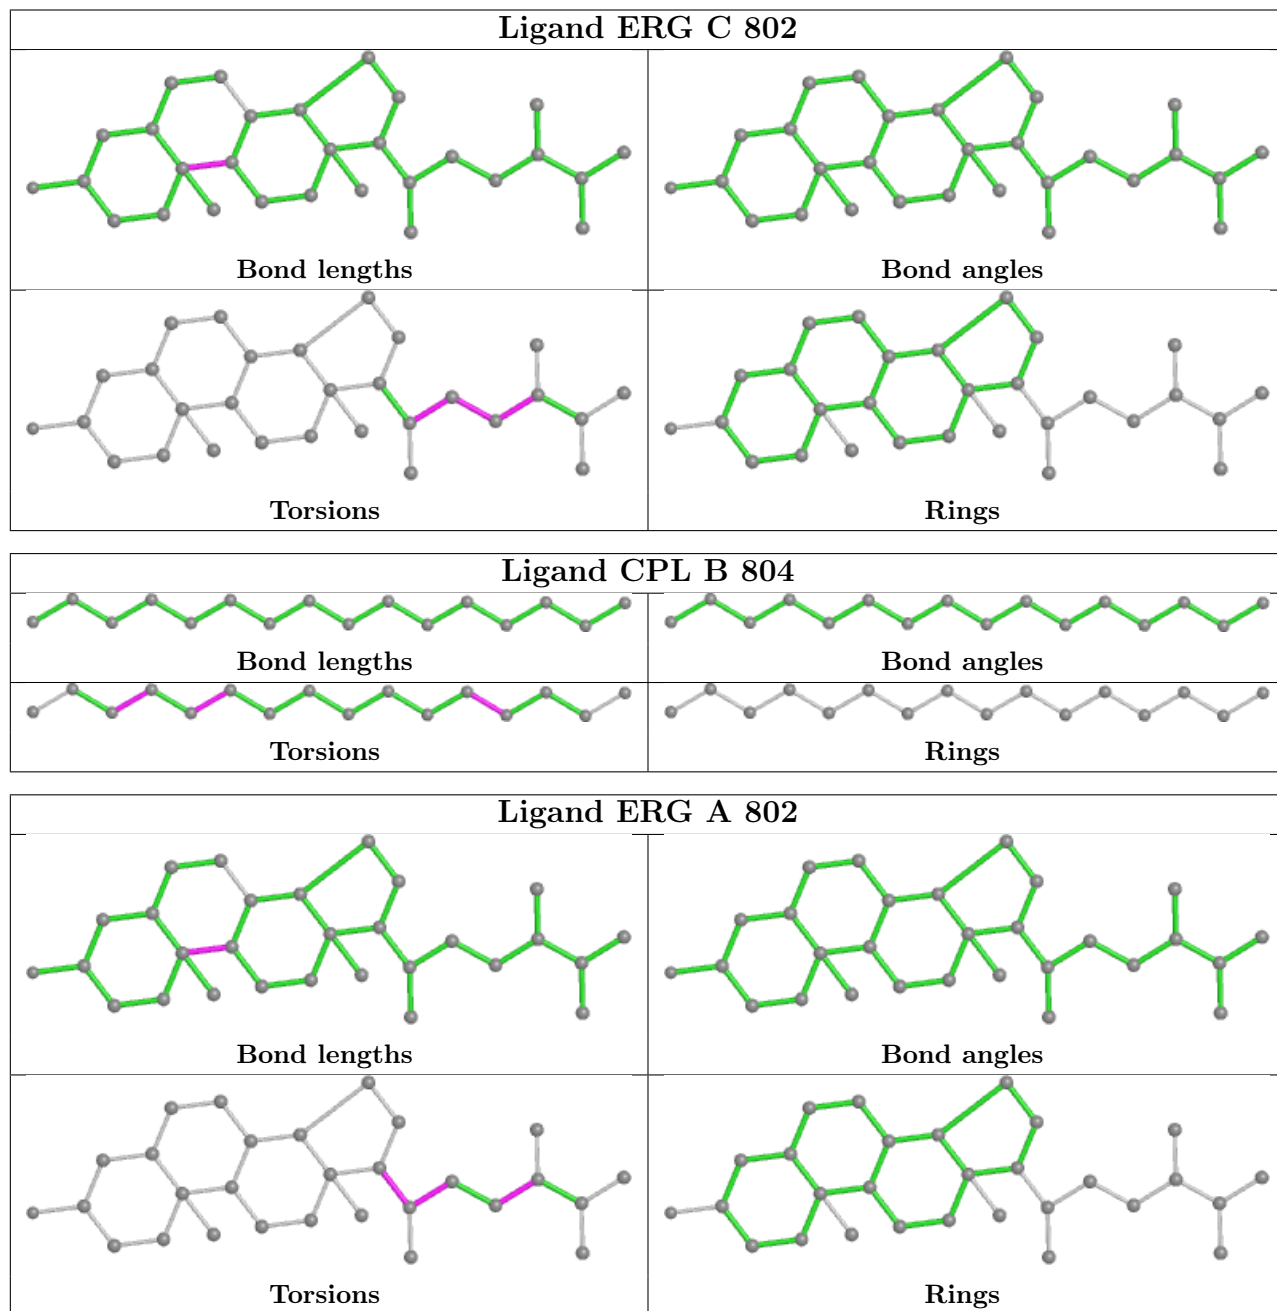 Ligand ERG C 802
Bond lengths
Bond angles
Torsions
Rings
Ligand CPL B 804
Bond lengths
Bond angles
Torsions
Rings
Ligand ERG A 802
Bond lengths
Bond angles
Torsions
Rings